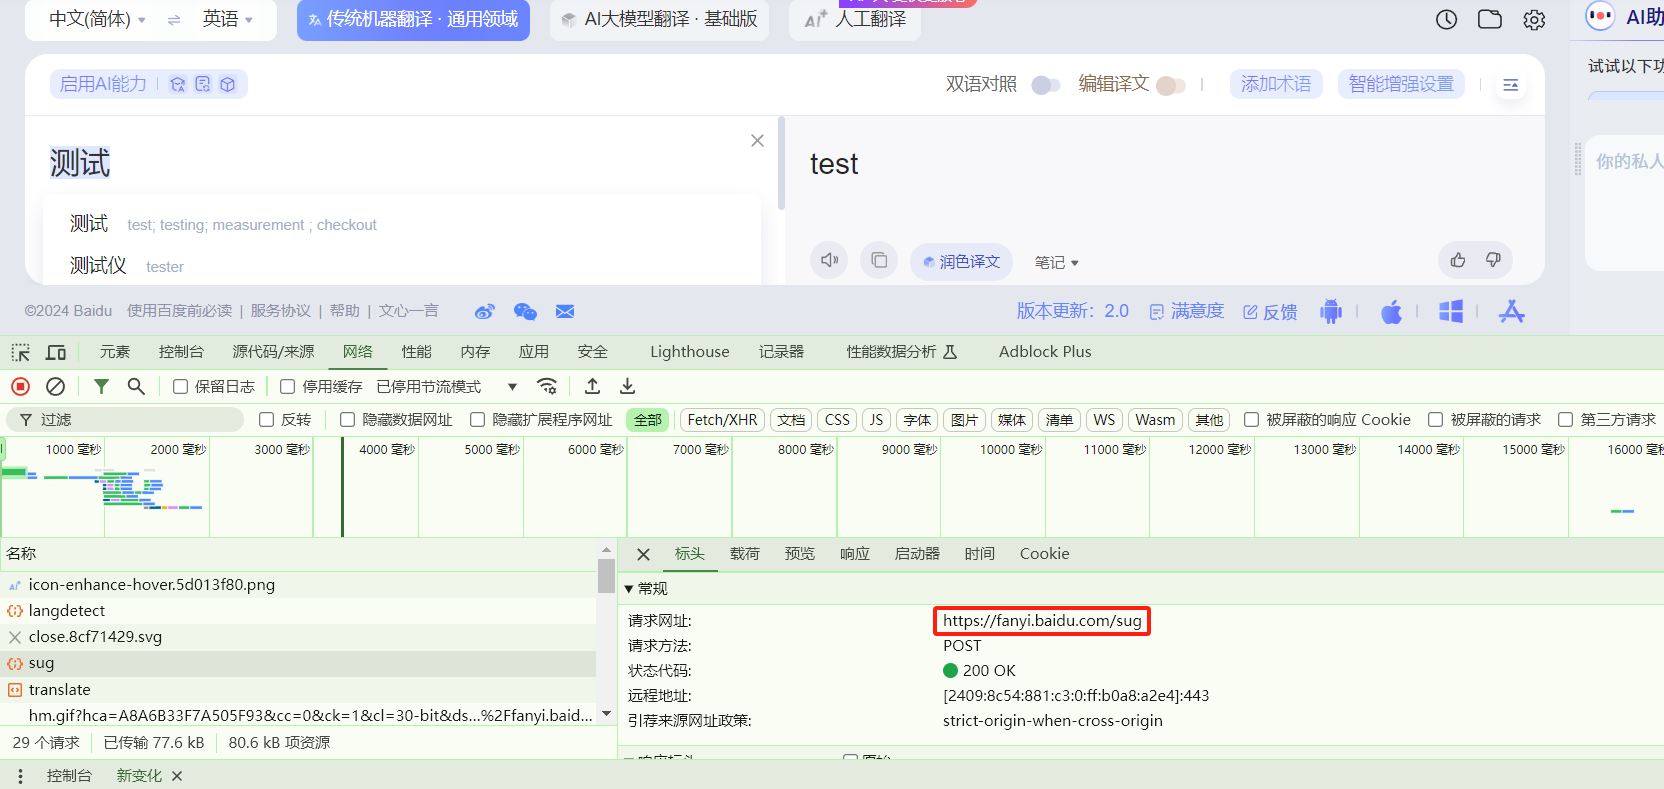 中文(简体) 英语 传统机器翻译 · 通用领域 AI大模型翻译 · 基础版 人工翻译 AI助
启用AI能力 双语对照 编辑译文 添加术语 智能增强设置 试试以下功
测试 test 你的私人
测试 test; testing; measurement ; checkout
测试仪 tester 润色译文 笔记
©2024 Baidu 使用百度前必读 | 服务协议 | 帮助 | 文心一言 版本更新：2.0 满意度 反馈
元素 控制台 源代码/来源 网络 性能 内存 应用 安全 Lighthouse 记录器 性能数据分析 Adblock Plus
保留日志 停用缓存 已停用节流模式
过滤 反转 隐藏数据网址 隐藏扩展程序网址 全部 Fetch/XHR 文档 CSS JS 字体 图片 媒体 清单 WS Wasm 其他 被屏蔽的响应 Cookie 被屏蔽的请求 第三方请求
1000 毫秒 2000 毫秒 3000 毫秒 4000 毫秒 5000 毫秒 6000 毫秒 7000 毫秒 8000 毫秒 9000 毫秒 10000 毫秒 11000 毫秒 12000 毫秒 13000 毫秒 14000 毫秒 15000 毫秒 16000 毫秒
名称 标头 载荷 预览 响应 启动器 时间 Cookie
icon-enhance-hover.5d013f80.png 常规
langdetect 请求网址: https://fanyi.baidu.com/sug
close.8cf71429.svg 请求方法: POST
sug 状态代码: 200 OK
translate 远程地址: [2409:8c54:881:c3:0:ff:b0a8:a2e4]:443
hm.gif?hca=A8A6B33F7A505F93&cc=0&ck=1&cl=30-bit&ds...%2Ffanyi.baid... 引荐来源网址政策: strict-origin-when-cross-origin
29 个请求 已传输 77.6 kB 80.6 kB 项资源 响应标头 原始
控制台 新变化